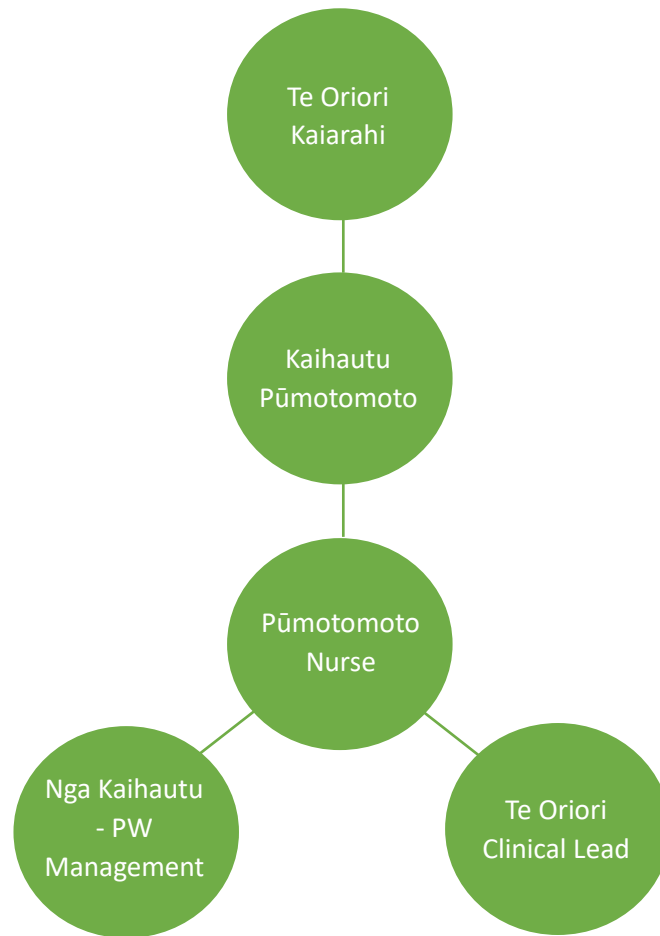 Te Oriori
Kaiarahi
Kaihautu
Pūmotomoto
Pūmotomoto
Nurse
Nga Kaihautu
- PW
Management
Te Oriori
Clinical Lead